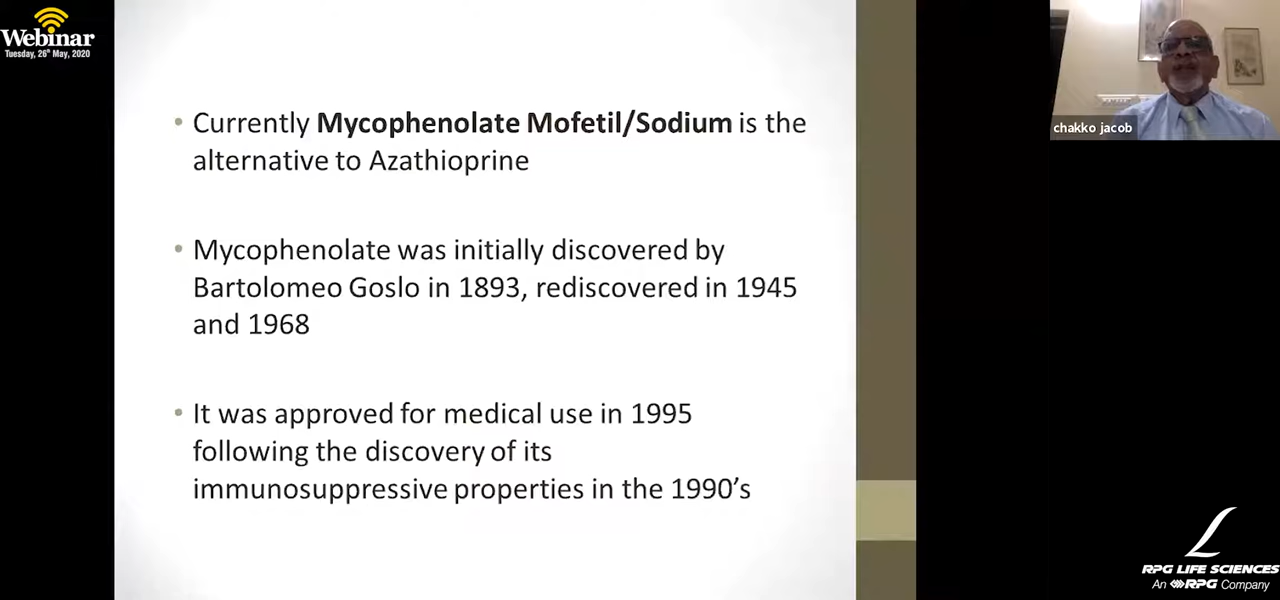 Webinar
Tuesday, 26th May, 2020
• Currently Mycophenolate Mofetil/Sodium is the
alternative to Azathioprine
• Mycophenolate was initially discovered by
Bartolomeo Goslo in 1893, rediscovered in 1945
and 1968
• It was approved for medical use in 1995
following the discovery of its
immunosuppressive properties in the 1990's
chakko jacob
RPG LIFE SCIENCES
An RPG Company